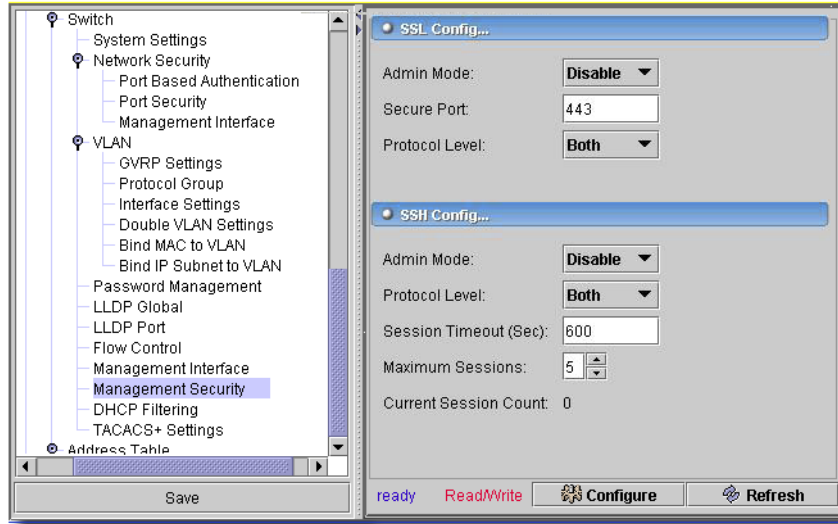 Switch
System Settings
Network Security
Port Based Authentication
Port Security
Management Interface
VLAN
GVRP Settings
Protocol Group
Interface Settings
Double VLAN Settings
Bind MAC to VLAN
Bind IP Subnet to VLAN
Password Management
LLDP Global
LLDP Port
Flow Control
Management Interface
Management Security
DHCP Filtering
TACACS+ Settings
Address Table
Save
SSL Config...
Admin Mode: Disable
Secure Port: 443
Protocol Level: Both
SSH Config...
Admin Mode: Disable
Protocol Level: Both
Session Timeout (Sec): 600
Maximum Sessions: 5
Current Session Count: 0
ready Read/Write Configure Refresh